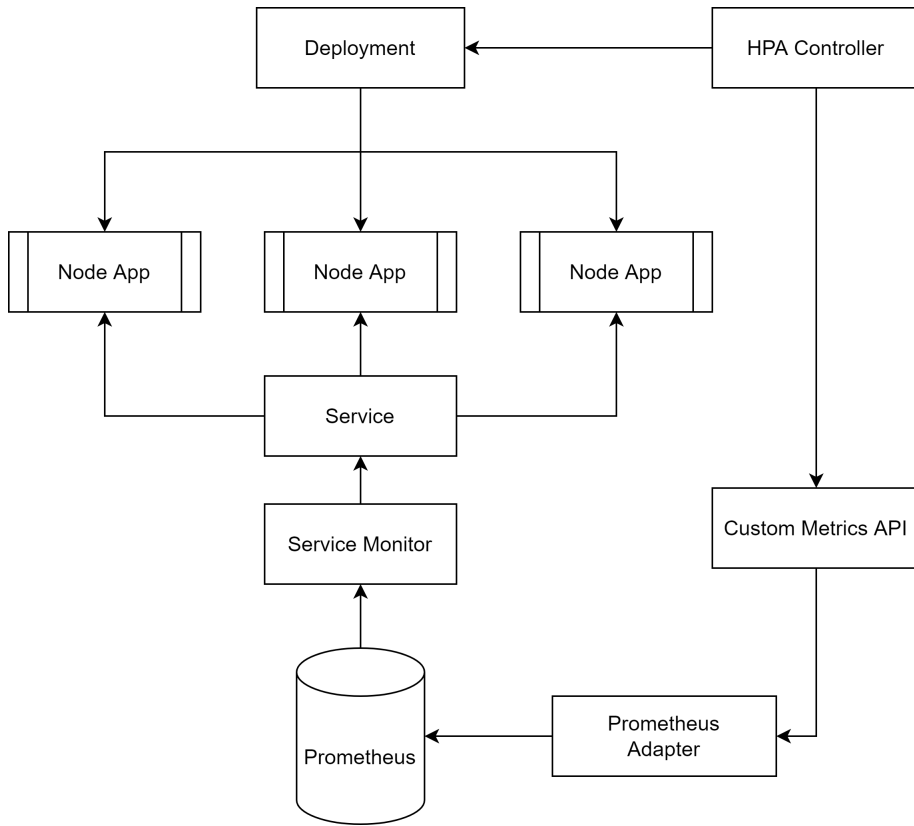 Deployment
HPA Controller
Node App
Node App
Node App
Service
Service Monitor
Custom Metrics API
Prometheus
Prometheus
Adapter